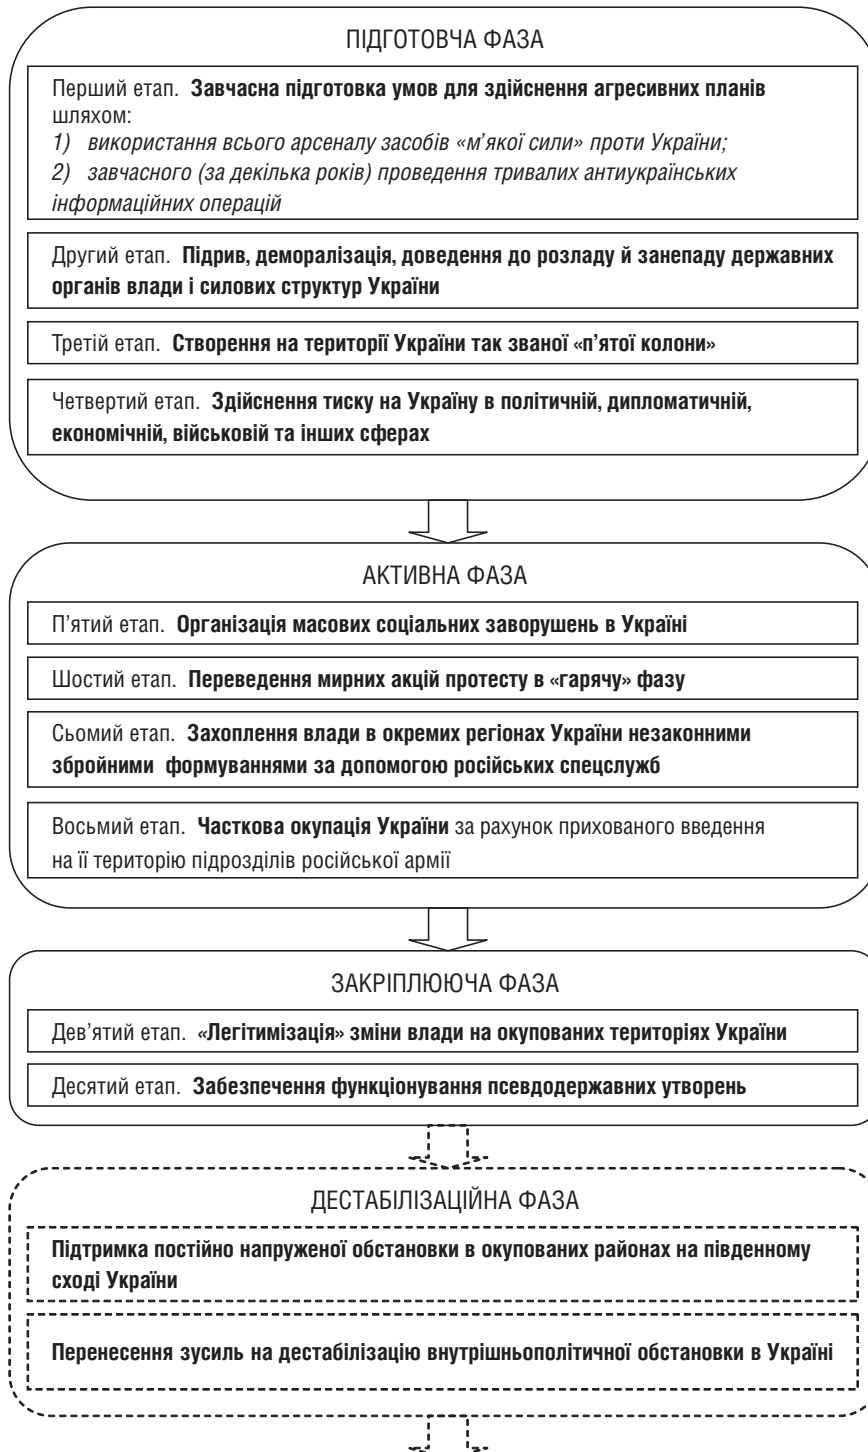 ПІДГОТОВЧА ФАЗА
Перший етап. Завчасна підготовка умов для здійснення агресивних планів
шляхом:
1) використання всього арсеналу засобів «м’якої сили» проти України;
2) завчасного (за декілька років) проведення тривалих антиукраїнських
інформаційних операцій
Другий етап. Підрив, деморалізація, доведення до розладу й занепаду державних
органів влади і силових структур України
Третій етап. Створення на території України так званої «п’ятої колони»
Четвертий етап. Здійснення тиску на Україну в політичній, дипломатичній,
економічній, військовій та інших сферах
АКТИВНА ФАЗА
П’ятий етап. Організація масових соціальних заворушень в Україні
Шостий етап. Переведення мирних акцій протесту в «гарячу» фазу
Сьомий етап. Захоплення влади в окремих регіонах України незаконними
збройними формуваннями за допомогою російських спецслужб
Восьмий етап. Часткова окупація України за рахунок прихованого введення
на її територію підрозділів російської армії
ЗАКРІПЛЮЮЧА ФАЗА
Дев’ятий етап. «Легітимізація» зміни влади на окупованих територіях України
Десятий етап. Забезпечення функціонування псевдодержавних утворень
ДЕСТАБІЛІЗАЦІЙНА ФАЗА
Підтримка постійно напруженої обстановки в окупованих районах на південному
сході України
Перенесення зусиль на дестабілізацію внутрішньополітичної обстановки в Україні